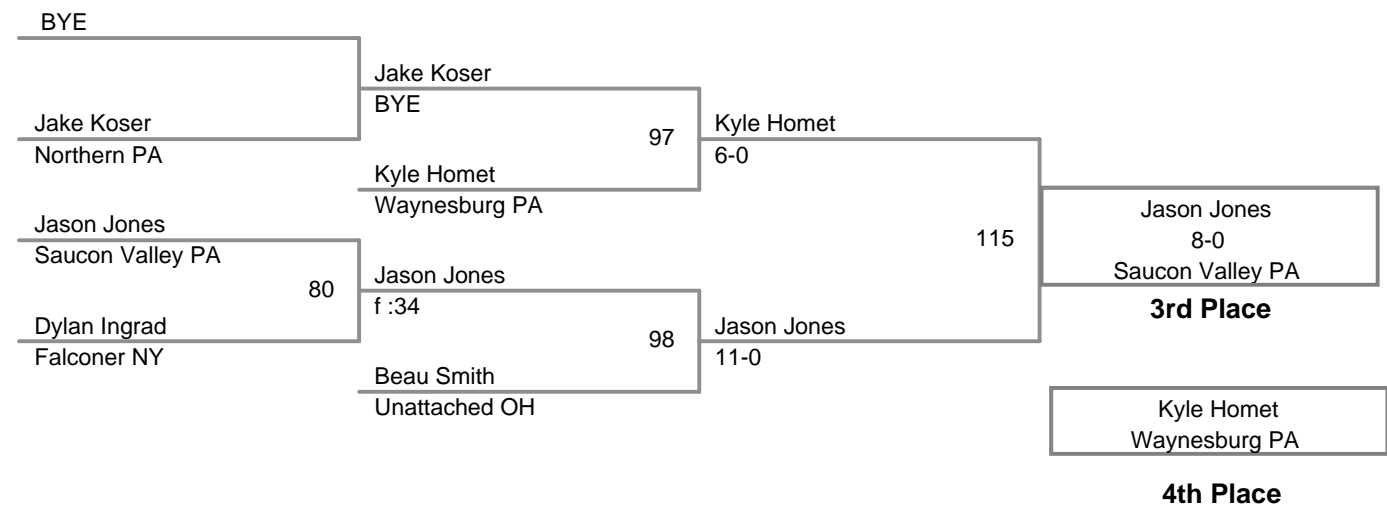 BYE
Jake Koser
Northern PA
Jason Jones
Saucon Valley PA
80
Dylan Ingrad
Falconer NY
Jake Koser
BYE
97
Kyle Homet
Waynesburg PA
Jason Jones
f :34
98
Beau Smith
Unattached OH
Kyle Homet
6-0
115
Jason Jones
11-0
Jason Jones
8-0
Saucon Valley PA
3rd Place
Kyle Homet
Waynesburg PA
4th Place